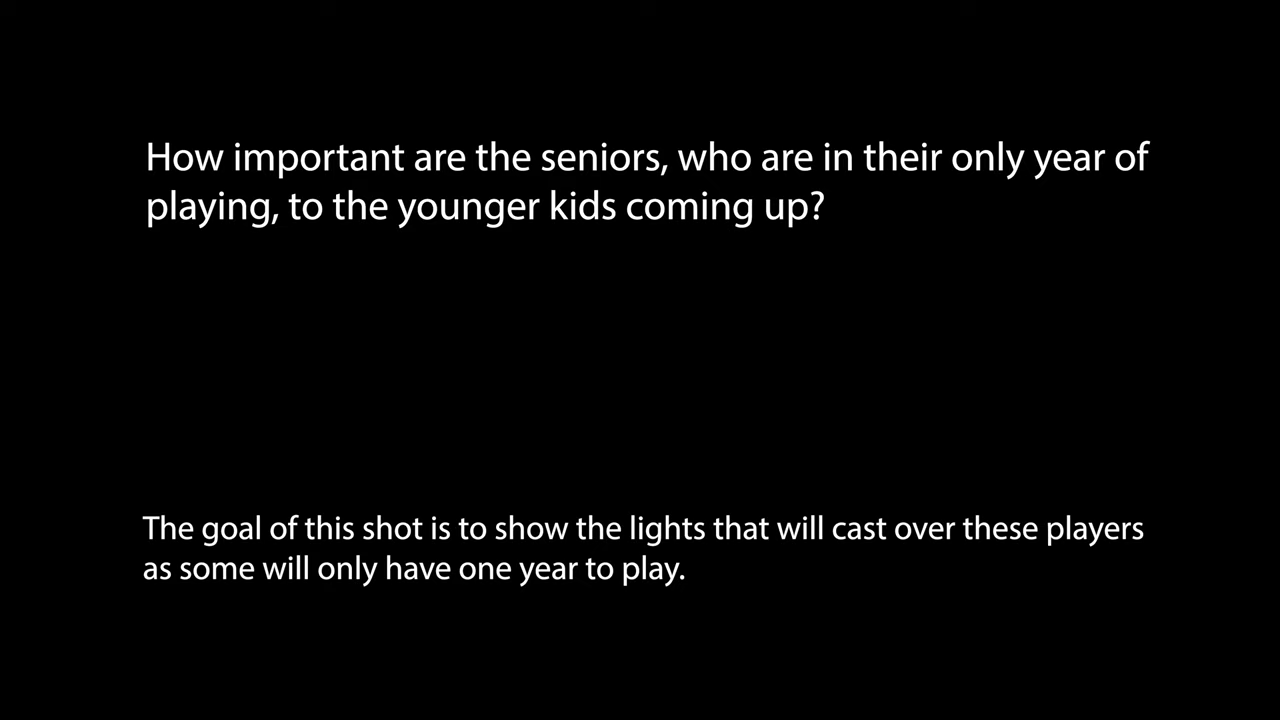 How important are the seniors, who are in their only year of
playing, to the younger kids coming up?
The goal of this shot is to show the lights that will cast over these players
as some will only have one year to play.